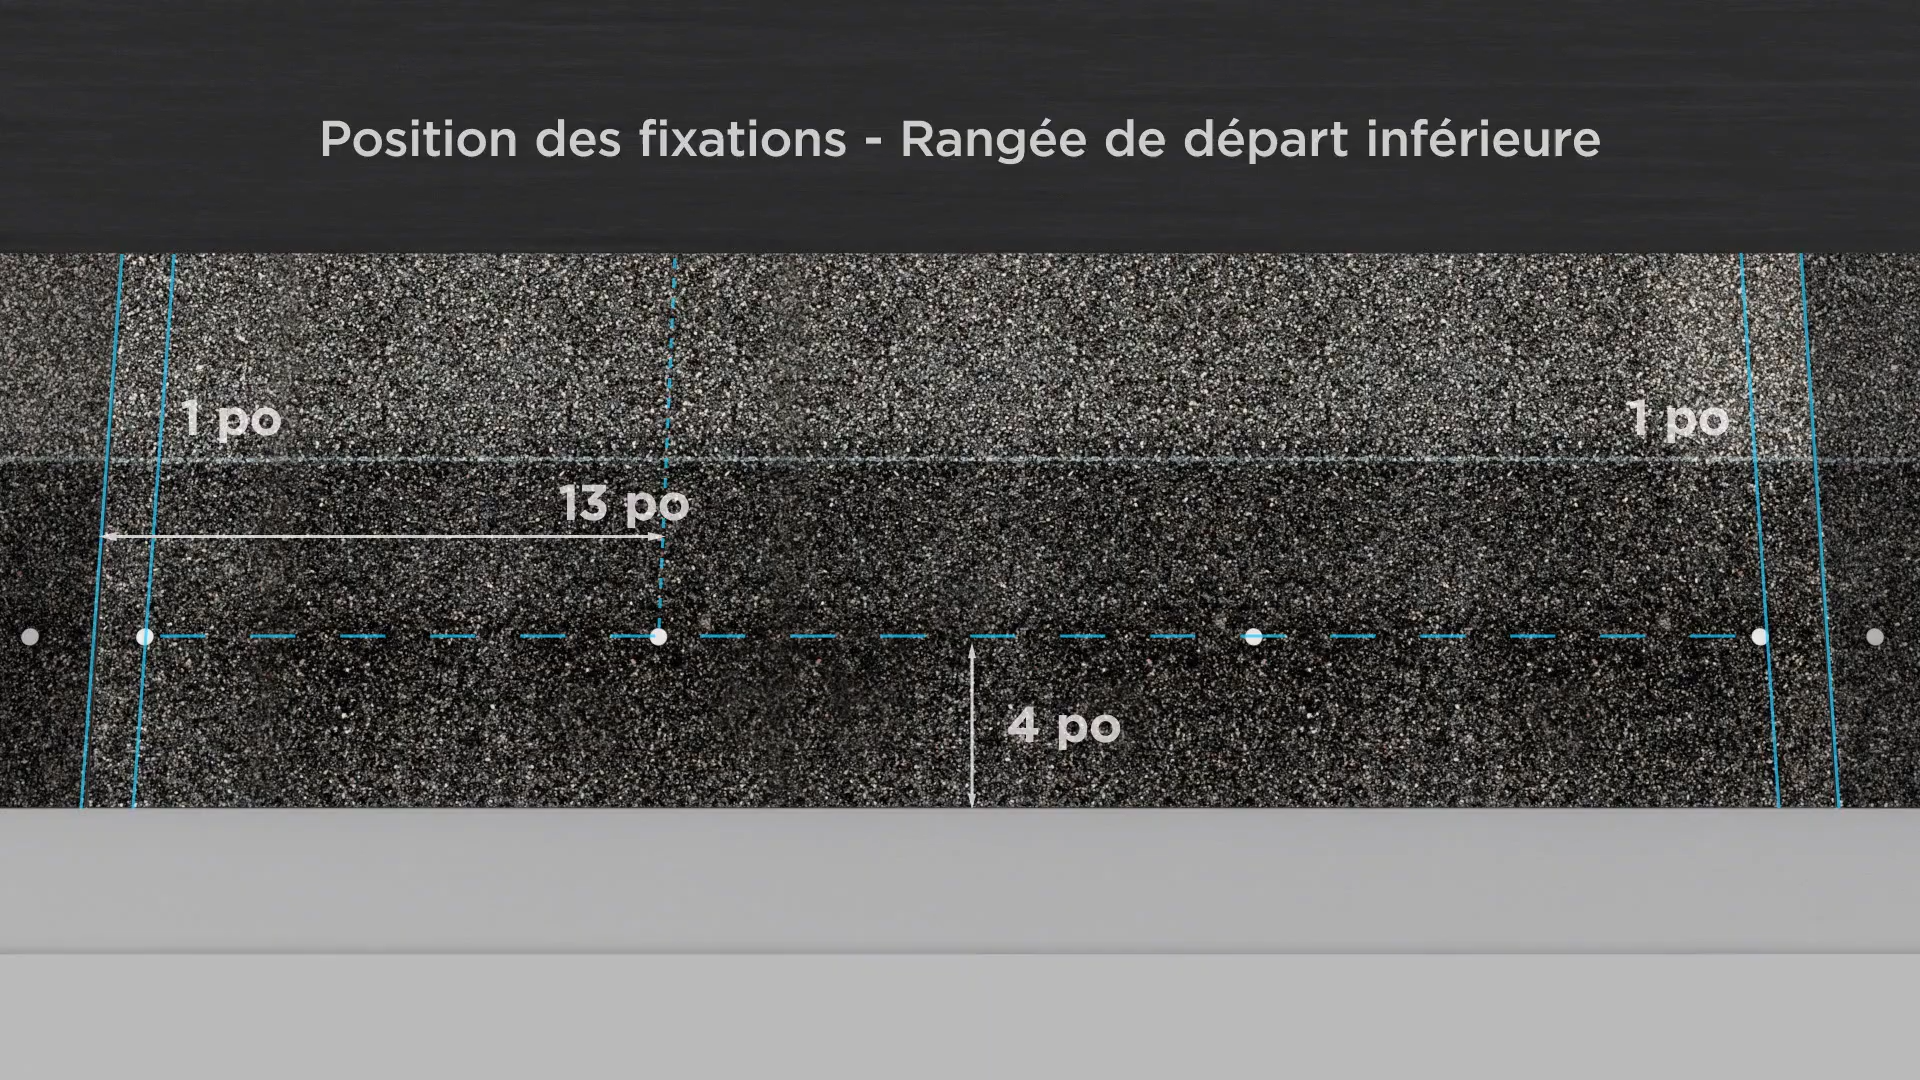 Position des fixations - Rangée de départ inférieure
1 po
1 po
13 po
4 po